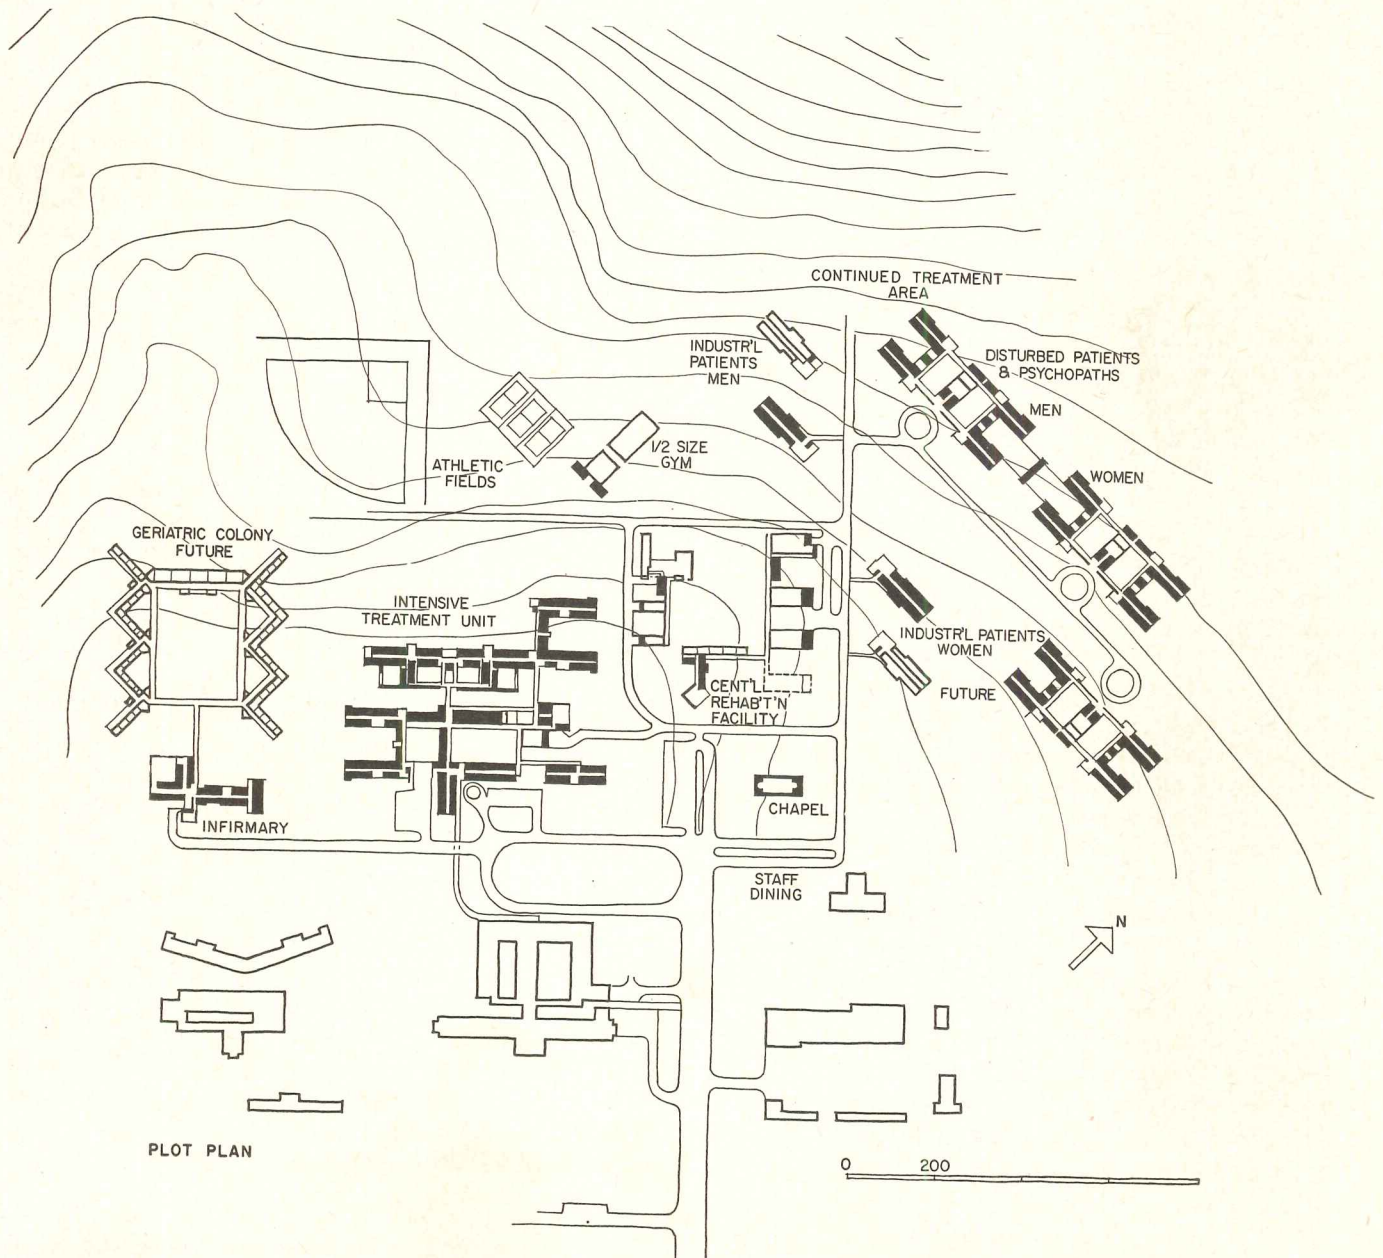 CONTINUED TREATMENT
AREA
INDUSTR'L
PATIENTS
MEN
DISTURBED PATIENTS
& PSYCHOPATHS
MEN
WOMEN
1/2 SIZE
GYM
ATHLETIC
FIELDS
GERIATRIC COLONY
FUTURE
INTENSIVE
TREATMENT UNIT
INDUSTR'L PATIENTS
WOMEN
FUTURE
CENT'L
REHAB'T'N'
FACILITY
CHAPEL
INFIRMARY
STAFF
DINING
N
PLOT PLAN
0 200